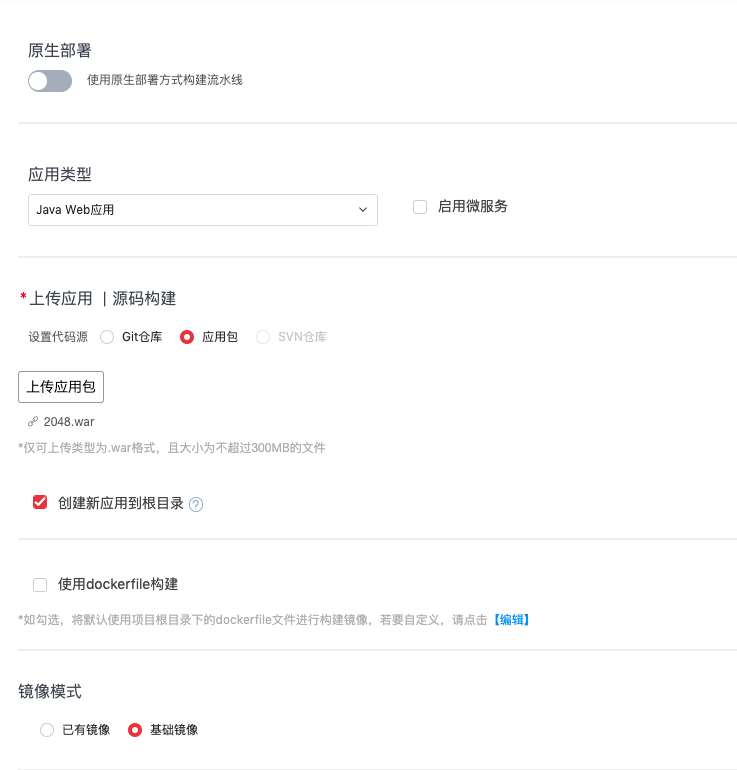 原生部署
使用原生部署方式构建流水线
应用类型
Java Web应用 启用微服务
*上传应用 | 源码构建
设置代码源 Git仓库 应用包 SVN仓库
上传应用包
2048.war
*仅可上传类型为.war格式，且大小为不超过300MB的文件
创建新应用到根目录 ?
使用dockerfile构建
*如勾选，将默认使用项目根目录下的dockerfile文件进行构建镜像，若要自定义，请点击【编辑】
镜像模式
已有镜像 基础镜像